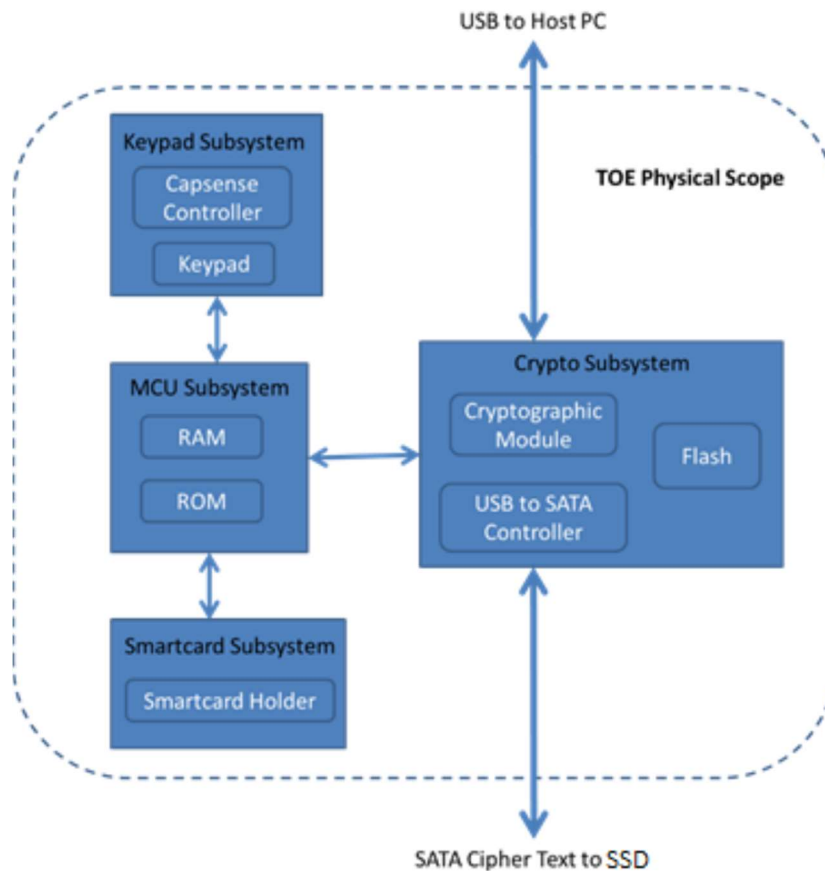 USB to Host PC
TOE Physical Scope
Keypad Subsystem
Capsense
Controller
Keypad
MCU Subsystem
RAM
ROM
Crypto Subsystem
Cryptographic
Module
Flash
USB to SATA
Controller
Smartcard Subsystem
Smartcard Holder
SATA Cipher Text to SSD